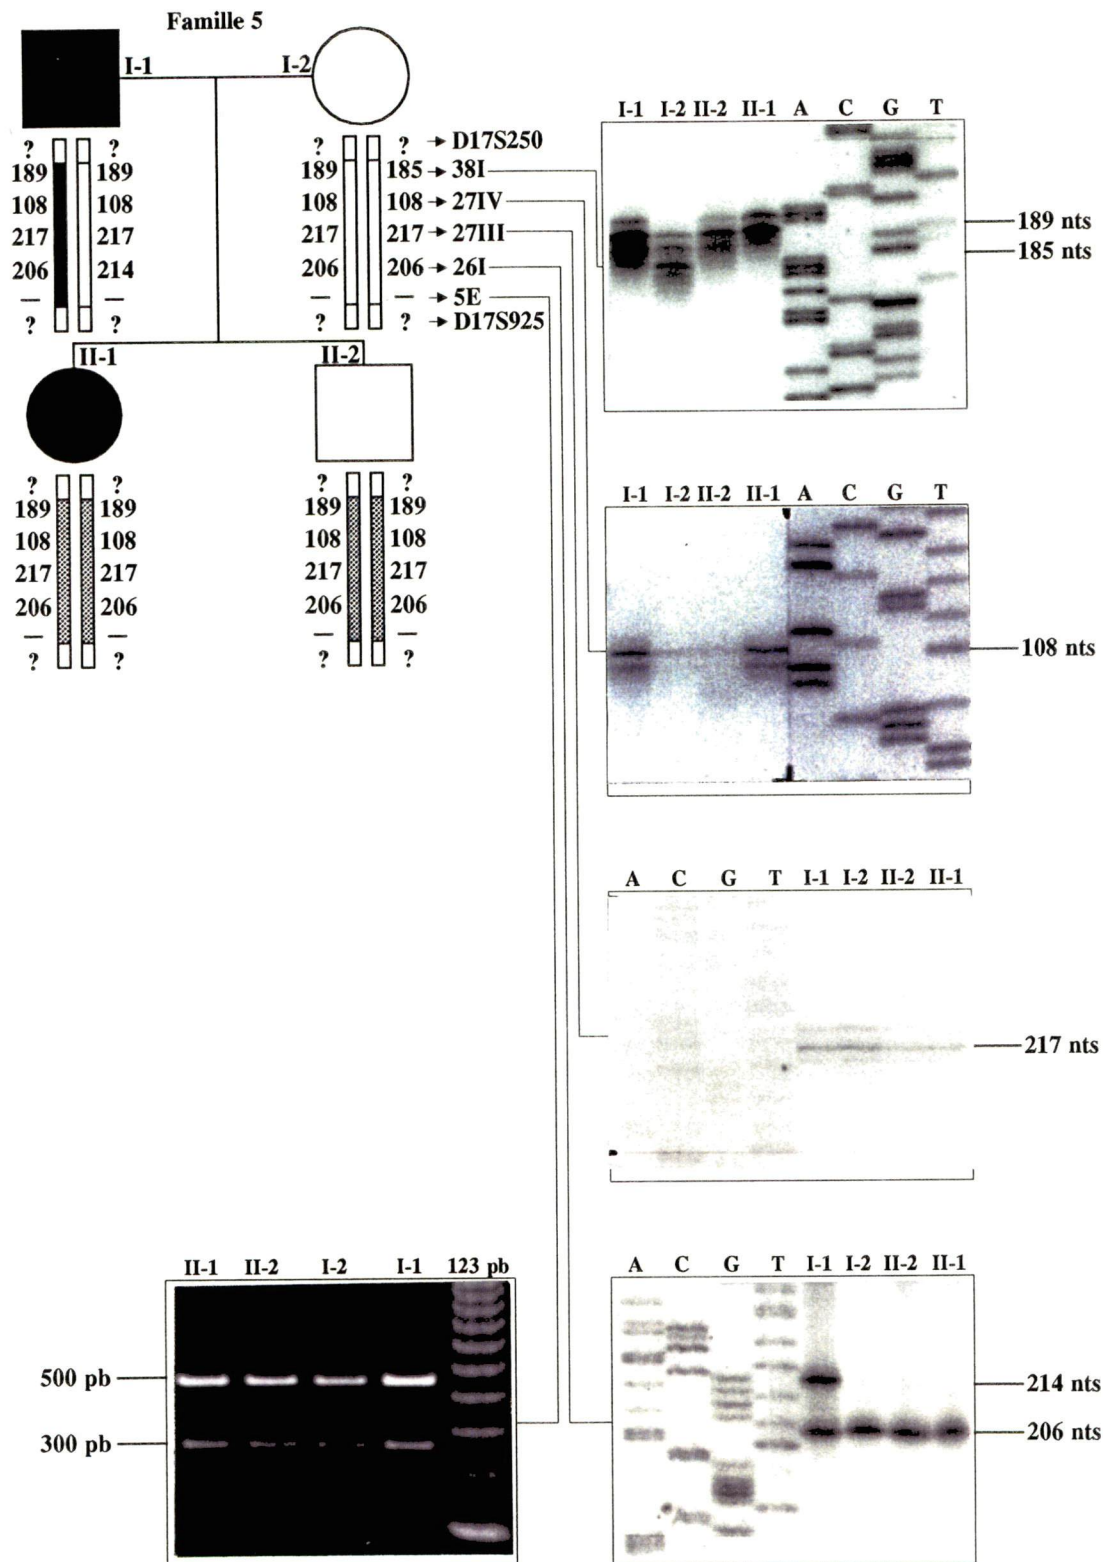 Famille 5
I-1 I-2
? ? ? ? → D17S250
189 189 189 185 → 38I
108 108 108 108 → 27IV
217 217 217 217 → 27III
206 214 206 206 → 26I
— — → 5E
? ? ? ? → D17S925
II-1 II-2
? ? ? ?
189 189 189 189
108 108 108 108
217 217 217 217
206 206 206 206
— — — —
? ? ? ?
I-1 I-2 II-2 II-1 A C G T
189 nts
185 nts
I-1 I-2 II-2 II-1 A C G T
108 nts
A C G T I-1 I-2 II-2 II-1
217 nts
II-1 II-2 I-2 I-1 123 pb
500 pb
300 pb
A C G T I-1 I-2 II-2 II-1
214 nts
206 nts